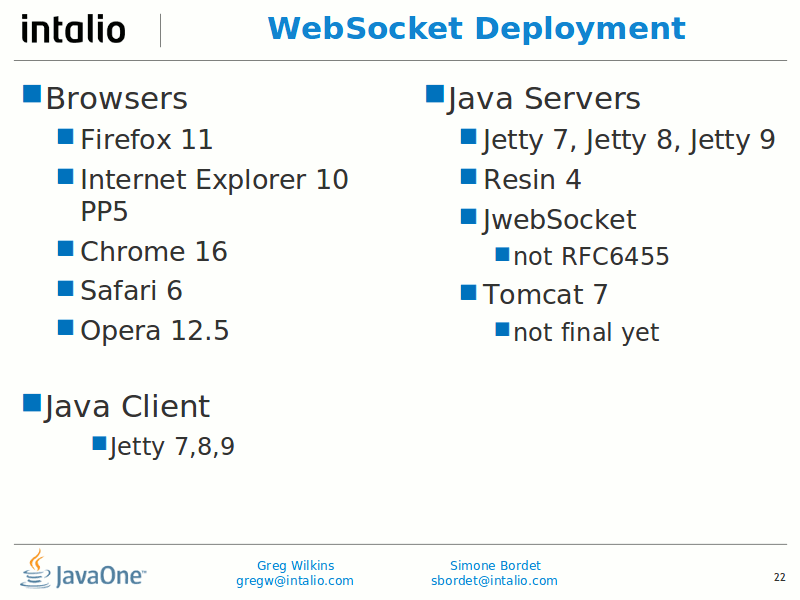 intalio
WebSocket Deployment
Browsers
Firefox 11
Internet Explorer 10
PP5
Chrome 16
Safari 6
Opera 12.5
Java Client
Jetty 7,8,9
Java Servers
Jetty 7, Jetty 8, Jetty 9
Resin 4
JwebSocket
not RFC6455
Tomcat 7
not final yet
JavaOne™
Greg Wilkins
gregw@intalio.com
Simone Bordet
sbordet@intalio.com
22